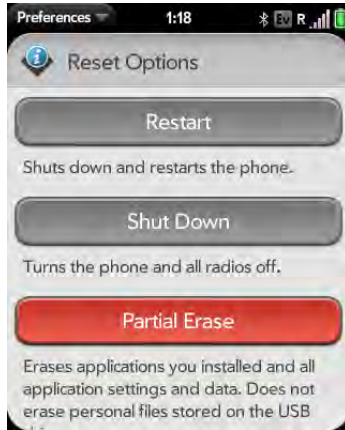 Preferences 1:18 Ev R
Reset Options
Restart
Shuts down and restarts the phone.
Shut Down
Turns the phone and all radios off.
Partial Erase
Erases applications you installed and all
application settings and data. Does not
erase personal files stored on the USB